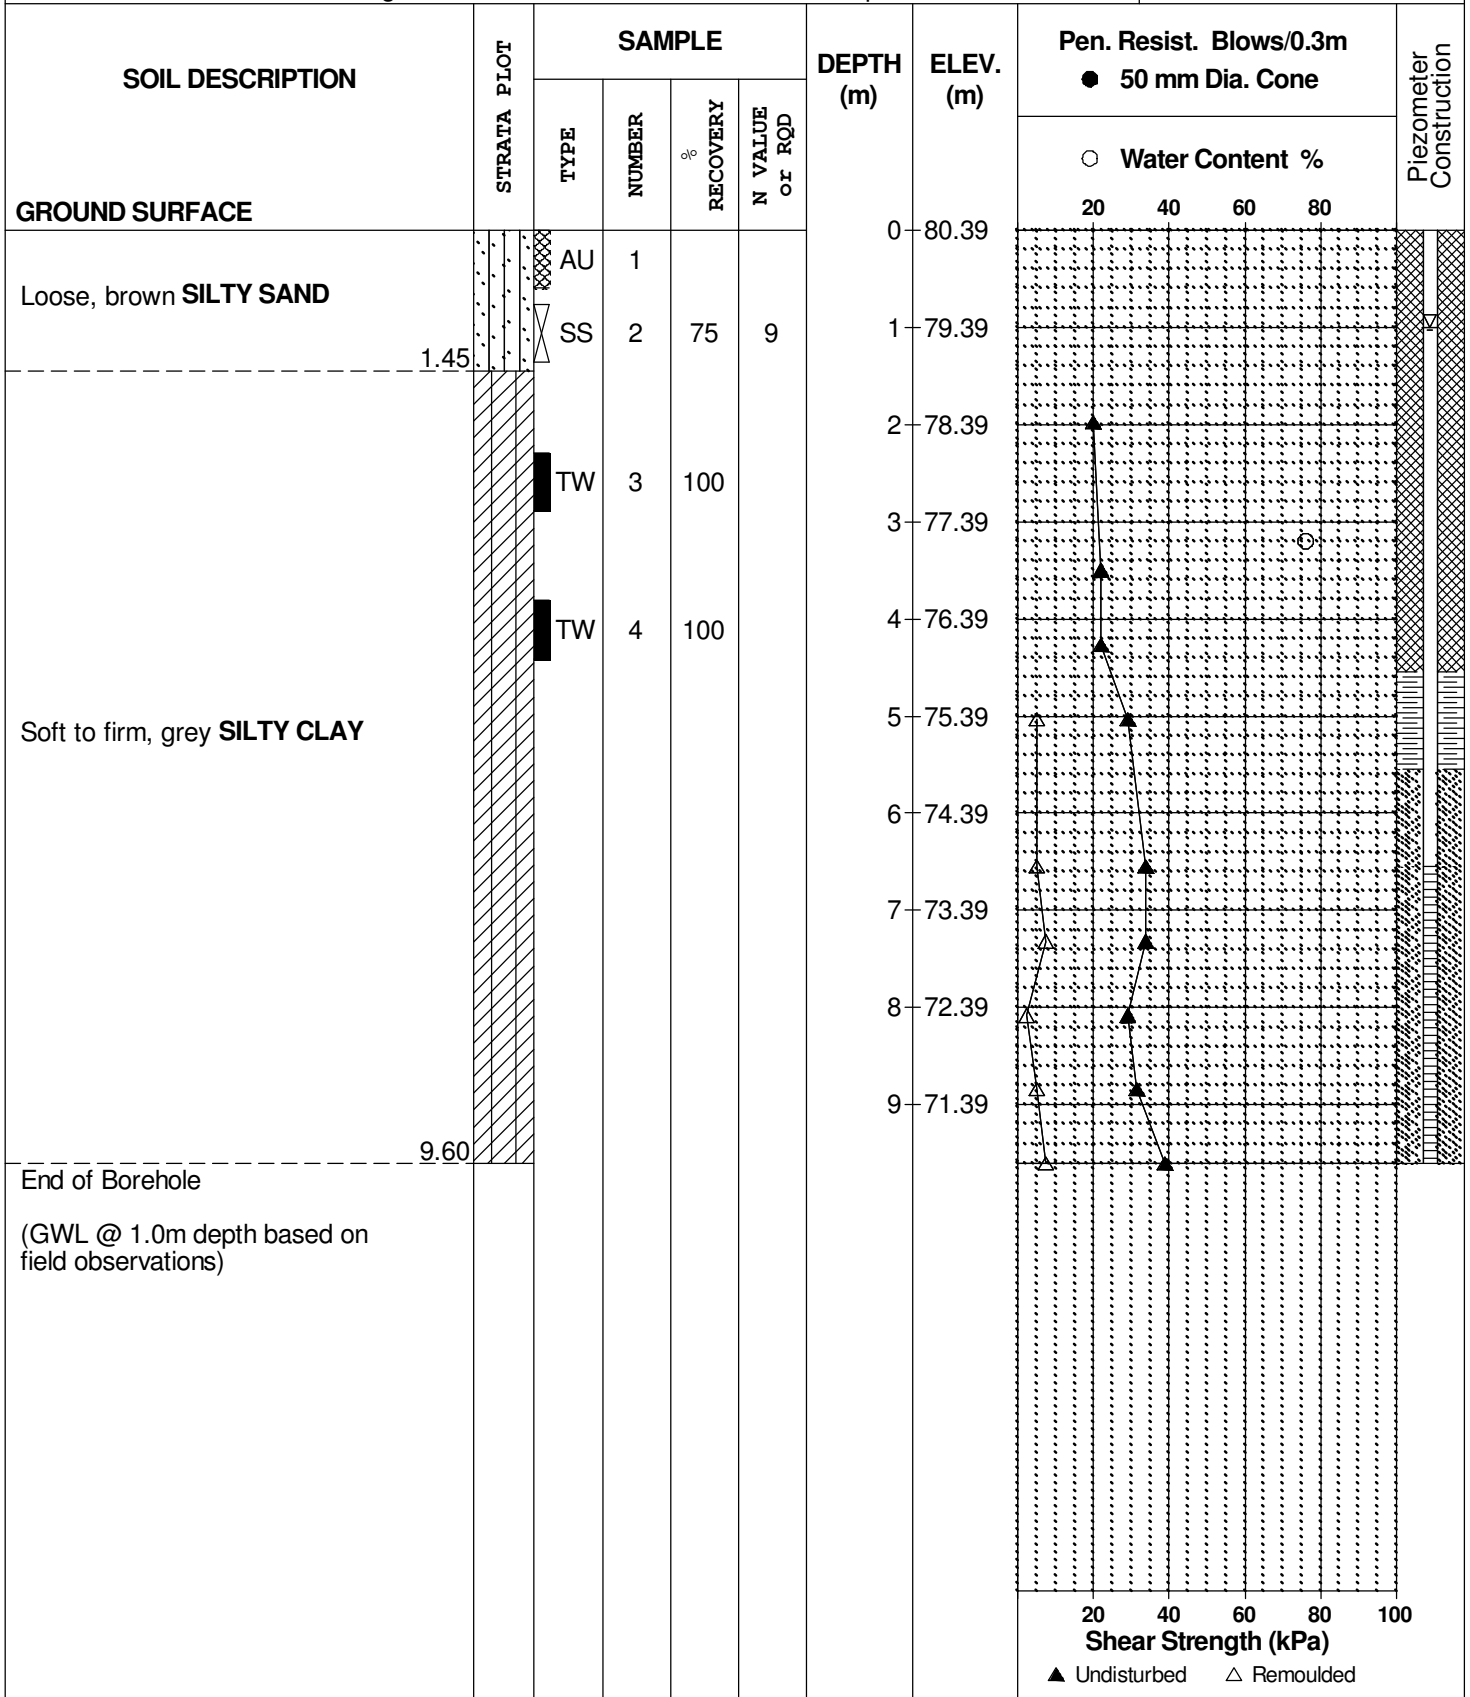 SOIL DESCRIPTION
GROUND SURFACE
STRATA PLOT
SAMPLE
TYPE
NUMBER
%
RECOVERY
N VALUE
or RQD
DEPTH
(m)
ELEV.
(m)
Pen. Resist. Blows/0.3m
50 mm Dia. Cone
Water Content %
20 40 60 80
Piezometer
Construction
0 80.39
AU 1
Loose, brown SILTY SAND
SS 2 75 9
1 79.39
1.45
2 78.39
TW 3 100
3 77.39
4 76.39
TW 4 100
5 75.39
Soft to firm, grey SILTY CLAY
6 74.39
7 73.39
8 72.39
9 71.39
9.60
End of Borehole
(GWL @ 1.0m depth based on
field observations)
20 40 60 80 100
Shear Strength (kPa)
Undisturbed Remoulded